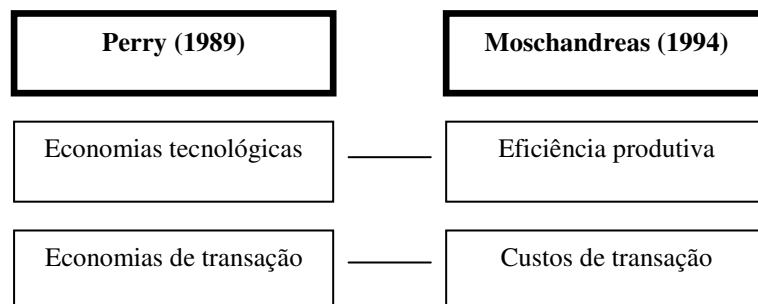 Perry (1989)
Moschandreas (1994)
Economias tecnológicas
Eficiência produtiva
Economias de transação
Custos de transação